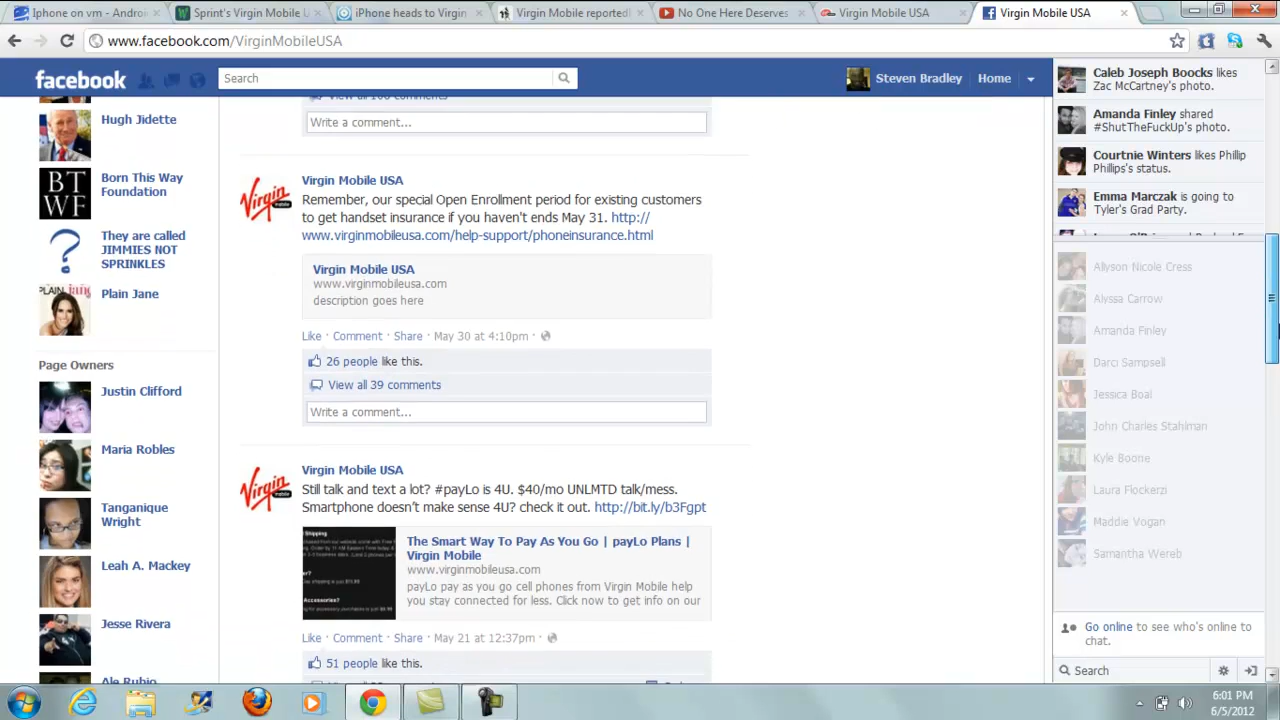 iPhone on vm - Andro
Sprint's Wielgus Mobile U
iPhone heads to Virgin
Virgin Mobile reported
No One Here Deserves
Virgin Mobile USA
Virgin Mobile USA
www.facebook.com/VirginMobileUSA
facebook
Search
Steven Bradley
Home
Hugh Jidette
Born This Way
Foundation
They are called
JIMMIES NOT
SPRINKLES
Plain Jane
Page Owners
Justin Clifford
Maria Robles
Tanganique
Wright
Leah A. Mackey
Jesse Rivera
Ale Rubio
BT
WF
PLAIN
Write a comment...
Virgin mobile
Virgin Mobile USA
Remember, our special Open Enrollment period for existing customers
to get handset insurance if you haven't ends May 31. http://
www.virginmobileusa.com/help-support/phoneinsurance.html
Virgin Mobile USA
www.virginmobileusa.com
description goes here
Like · Comment · Share · May 30 at 4:10pm ·
26 people like this.
View all 39 comments
Write a comment...
Virgin mobile
Virgin Mobile USA
Still talk and text a lot? #payLo is 4U. $40/mo UNLMTD talk/mess.
Smartphone doesn't make sense 4U? check it out. http://bit.ly/b3Fgpt
Shipping
Accessories?
The Smart Way To Pay As You Go | payLo Plans |
Virgin Mobile
www.virginmobileusa.com
payLo pay as you go cell phones from Virgin Mobile help
you stay connected for less. Click now to get info on our
Like · Comment · Share · May 21 at 12:37pm ·
51 people like this.
Caleb Joseph Boocks likes
Zac McCartney's photo.
Amanda Finley shared
#ShutTheFuckUp's photo.
Courtnie Winters likes Phillip
Phillips's status.
Emma Marczak is going to
Tyler's Grad Party.
Allyson Nicole Cress
Alyssa Carrow
Amanda Finley
Darci Sampsell
Jessica Boal
John Charles Stahlman
Kyle Boone
Laura Flockerzi
Maddie Vogan
Samantha Wereb
Go online to see who's online to
chat.
Search
6:01 PM
6/5/2012